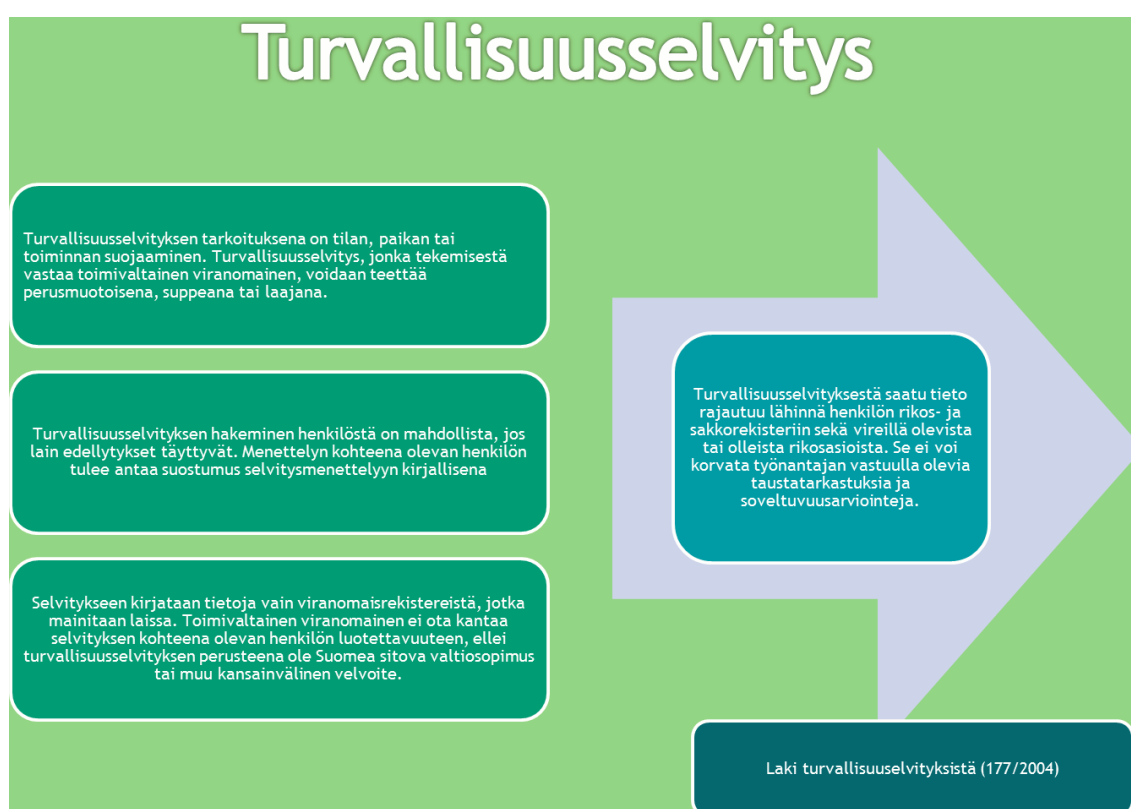 Turvallisuusselvitys
Turvallisuusselvityksen tarkoituksena on tilan, paikan tai
toiminnan suojaaminen. Turvallisuusselvitys, jonka tekemisestä
vastaa toimivaltainen viranomainen, voidaan teettää
perusmuotoisena, suppeana tai laajana.
Turvallisuusselvityksen hakeminen henkilöstä on mahdollista, jos
lain edellytykset täyttyvät. Menettelyn kohteena olevan henkilön
tulee antaa suostumus selvitysmenettelyyn kirjallisena
Selvitykseen kirjataan tietoja vain viranomaisrekistereistä, jotka
mainitaan laissa. Toimivaltainen viranomainen ei ota kantaa
selvityksen kohteena olevan henkilön luotettavuuteen, ellei
turvallisuusselvityksen perusteena ole Suomea sitova valtiosopimus
tai muu kansainvälinen velvoite.
Turvallisuusselvityksestä saatu tieto
rajautuu lähinnä henkilön rikos- ja
sakkorekisteriin sekä vireillä olevista
tai olleista rikosasioista. Se ei voi
korvata työnantajan vastuulla olevia
taustatarkastuksia ja
soveltuvuusarviointeja.
Laki turvallisuuselvityksistä (177/2004)